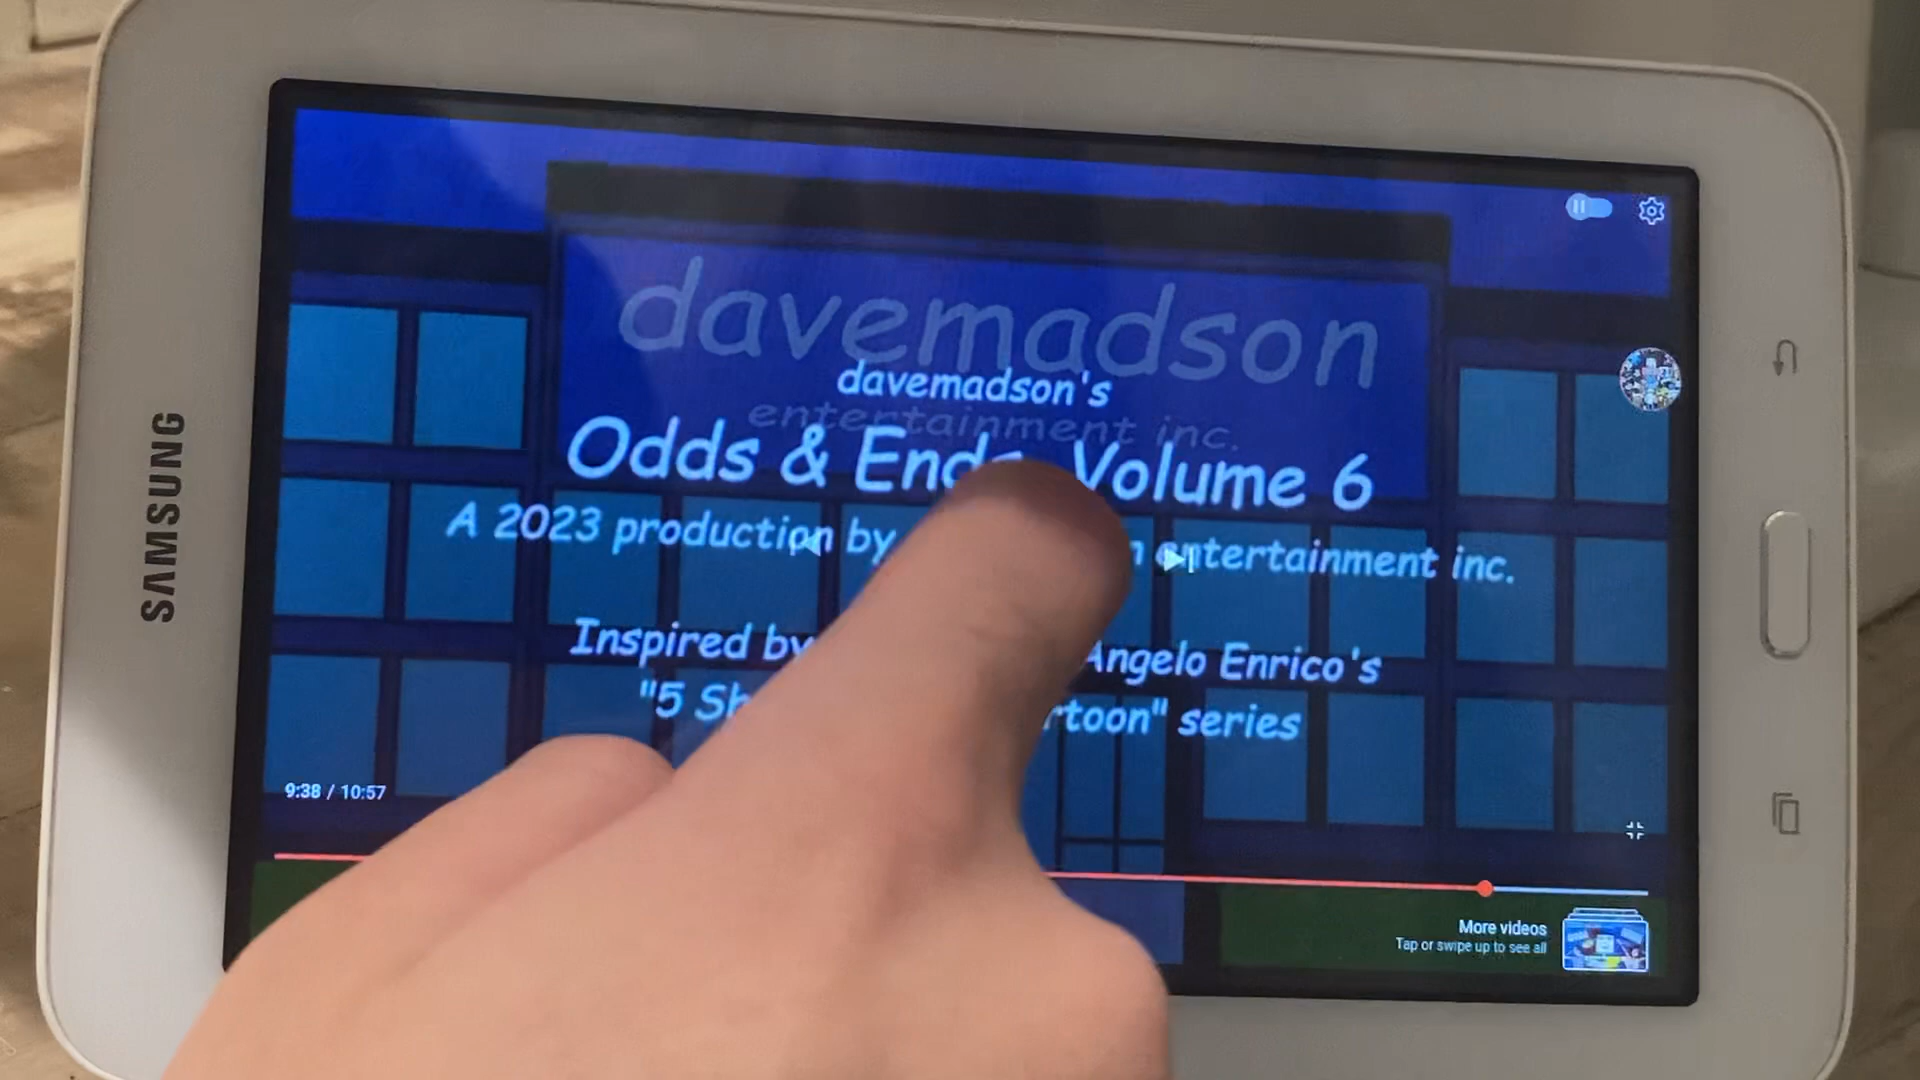 SAMSUNG
davemadson
entertainment inc.
davemadson's
Odds & Ends Volume 6
A 2023 production by entertainment inc.
Inspired by Angelo Enrico's
"5 series
9:38 / 10:57
More videos
Tap or swipe up to see all